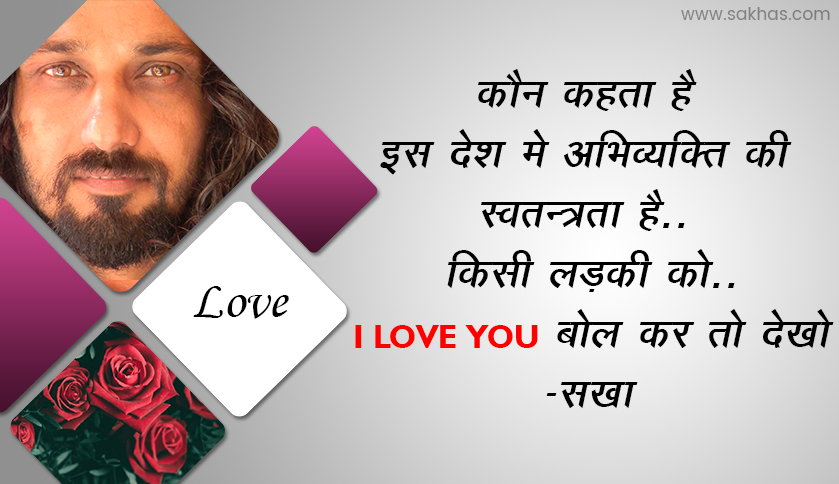 www.sakhas.com
कौन कहता है
इस देश मे अभिव्यक्ति की
स्वतन्त्रता है..
किसी लड़की को..
I LOVE YOU बोल कर तो देखो
-सखा
Love